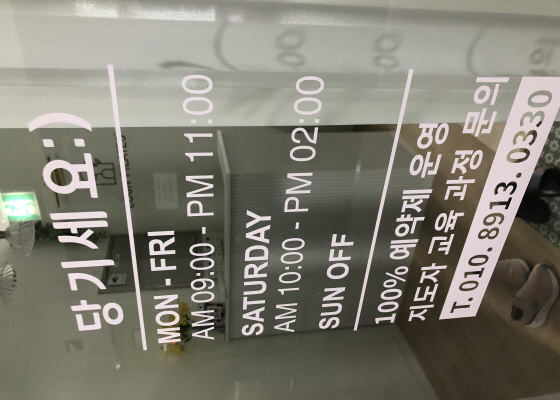 당기세요:)
MON - FRI
AM 09:00 - PM 11:00
SATURDAY
AM 10:00 - PM 02:00
SUN OFF
100% 예약제 운영
지도자 교육 과정 문의
T.010. 8913. 0330